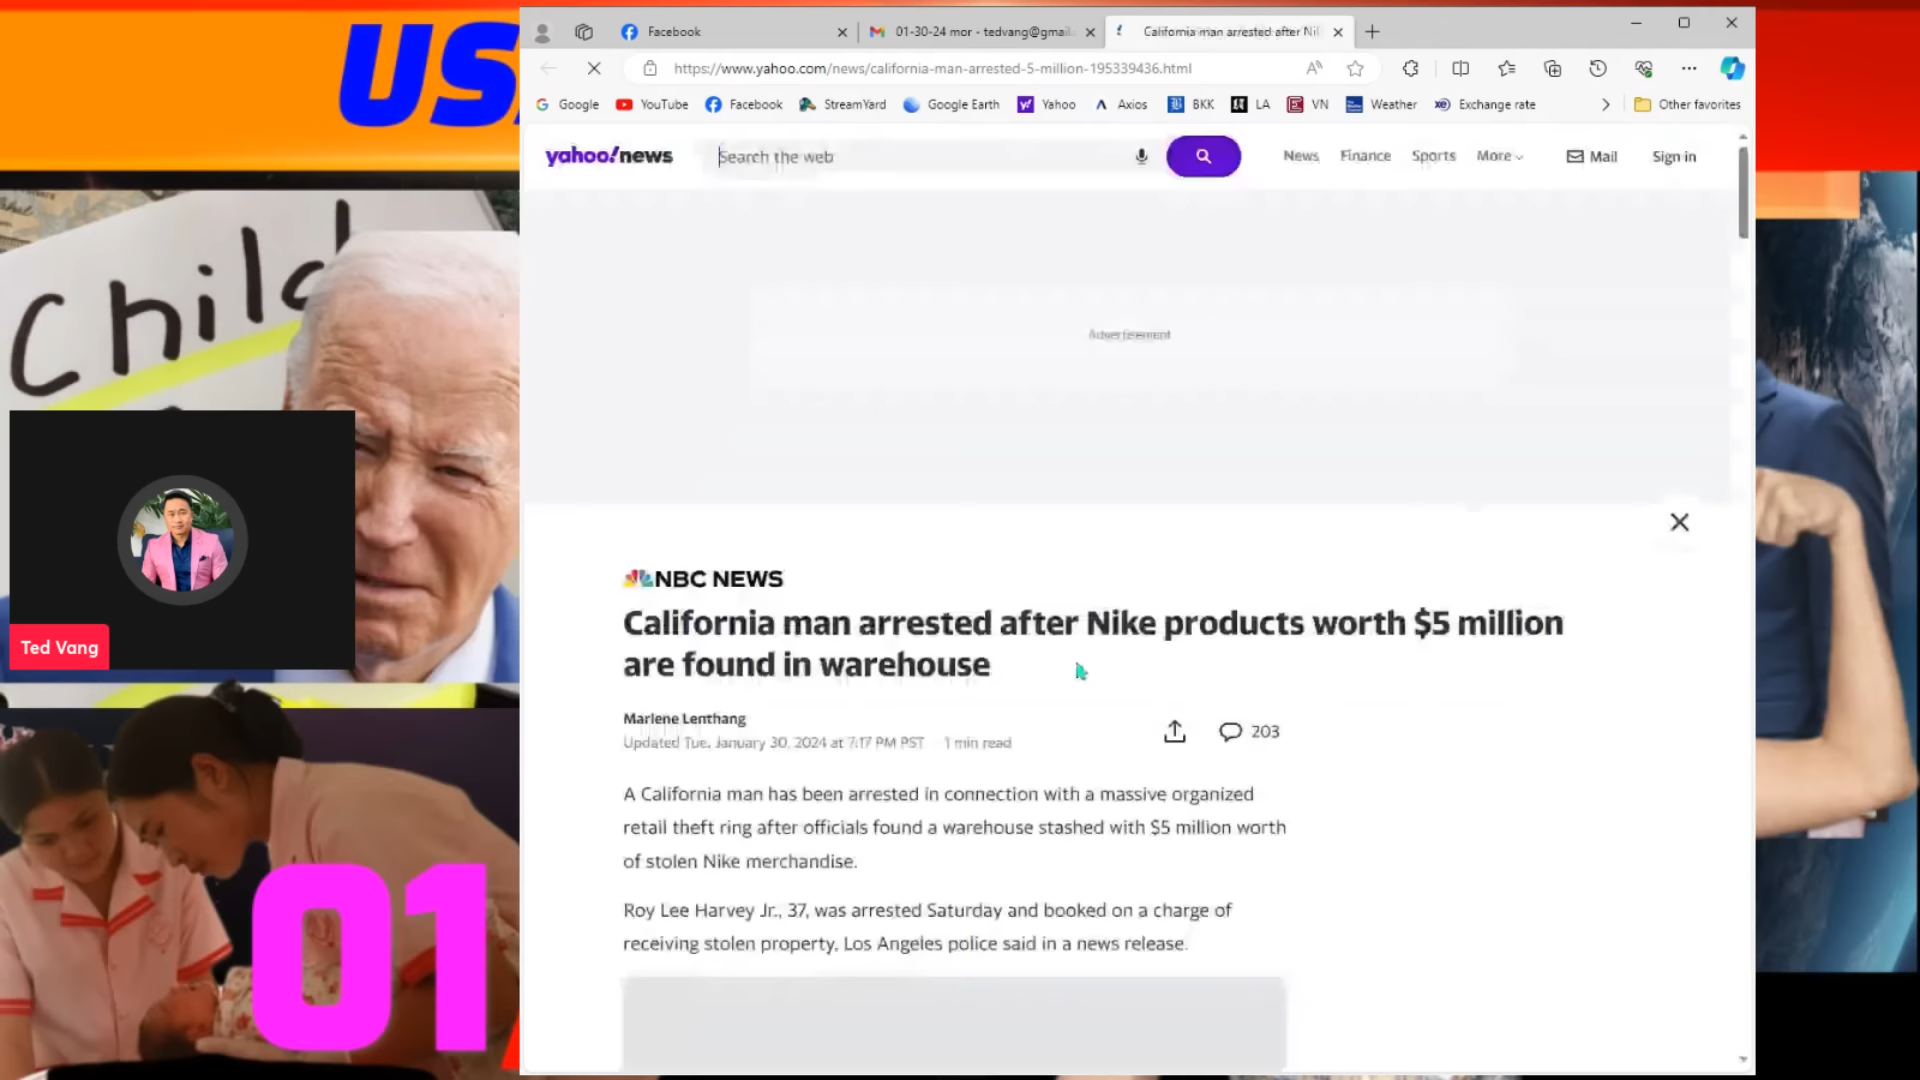 US
Facebook
01-30-24 mor - tedvang@gmail.
California man arrested after Nil
https://www.yahoo.com/news/california-man-arrested-5-million-195339436.html
Google
YouTube
Facebook
StreamYard
Google Earth
Yahoo
Axios
BKK
LA
VN
Weather
Exchange rate
Other favorites
yahoo!news
Search the web
News
Finance
Sports
More
Mail
Sign in
Advertisement
Child
NBC NEWS
California man arrested after Nike products worth $5 million
are found in warehouse
Ted Vang
Marlene Lenthang
Updated Tue, January 30, 2024 at 7:17 PM PST
1 min read
203
A California man has been arrested in connection with a massive organized
retail theft ring after officials found a warehouse stashed with $5 million worth
of stolen Nike merchandise.
Roy Lee Harvey Jr., 37, was arrested Saturday and booked on a charge of
receiving stolen property, Los Angeles police said in a news release.
01